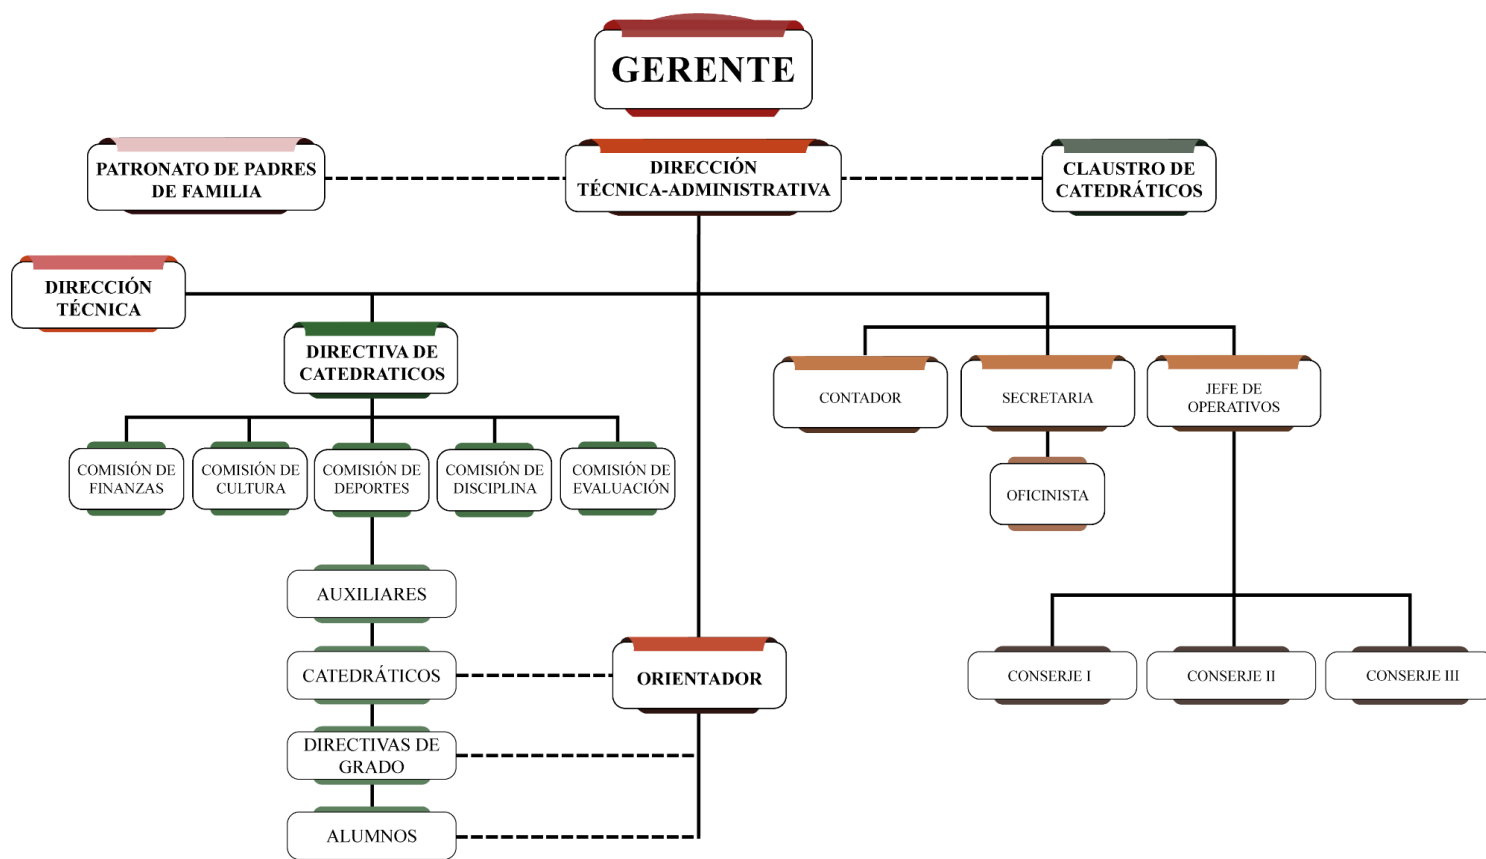 GERENTE
PATRONATO DE PADRES
DE FAMILIA
DIRECCIÓN
TÉCNICA-ADMINISTRATIVA
CLAUSTRO DE
CATEDRÁTICOS
DIRECCIÓN
TÉCNICA
DIRECTIVA DE
CATEDRATICOS
CONTADOR
SECRETARIA
JEFE DE
OPERATIVOS
COMISIÓN DE
FINANZAS
COMISIÓN DE
CULTURA
COMISIÓN DE
DEPORTES
COMISIÓN DE
DISCIPLINA
COMISIÓN DE
EVALUACIÓN
OFICINISTA
AUXILIARES
CATEDRÁTICOS
ORIENTADOR
CONSERJE I
CONSERJE II
CONSERJE III
DIRECTIVAS DE
GRADO
ALUMNOS